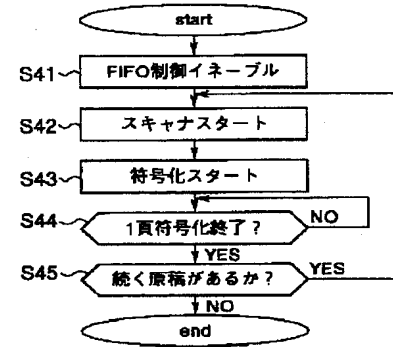 start
S41 FIFO制御イネーブル
S42 スキャナスタート
S43 符号化スタート
S44 1頁符号化終了? NO
YES
S45 続く原稿があるか? YES
NO
end